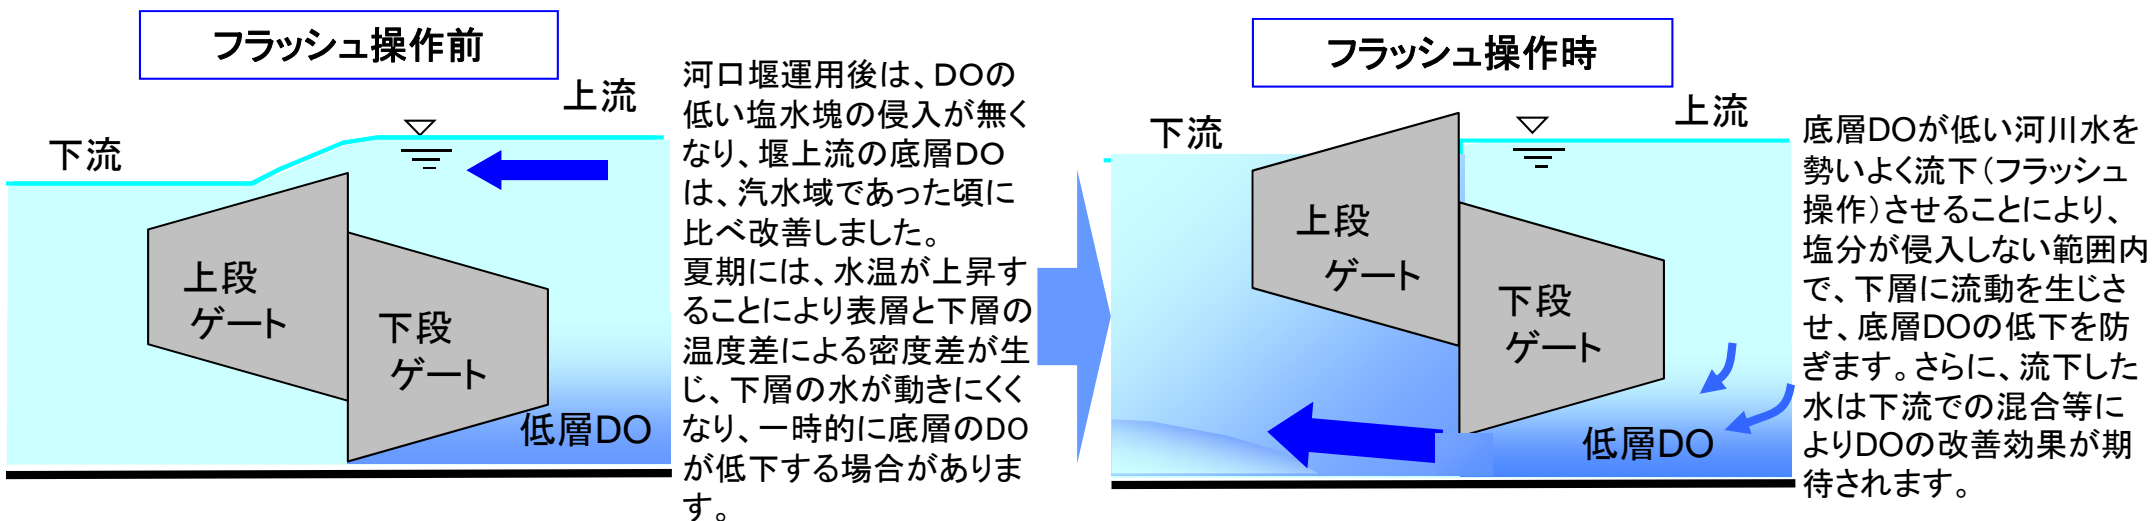 フラッシュ操作前
上流
下流
上段
ゲート
下段
ゲート
低層DO
河口堰運用後は、DOの
低い塩水塊の侵入が無く
なり、堰上流の底層DO
は、汽水域であった頃に
比べ改善しました。
夏期には、水温が上昇す
ることにより表層と下層の
温度差による密度差が生
じ、下層の水が動きにくく
なり、一時的に底層のDO
が低下する場合がありま
す。
フラッシュ操作時
上流
下流
上段
ゲート
下段
ゲート
低層DO
底層DOが低い河川水を
勢いよく流下（フラッシュ
操作）させることにより、
塩分が侵入しない範囲内
で、下層に流動を生じさ
せ、底層DOの低下を防
ぎます。さらに、流下した
水は下流での混合等に
よりDOの改善効果が期
待されます。